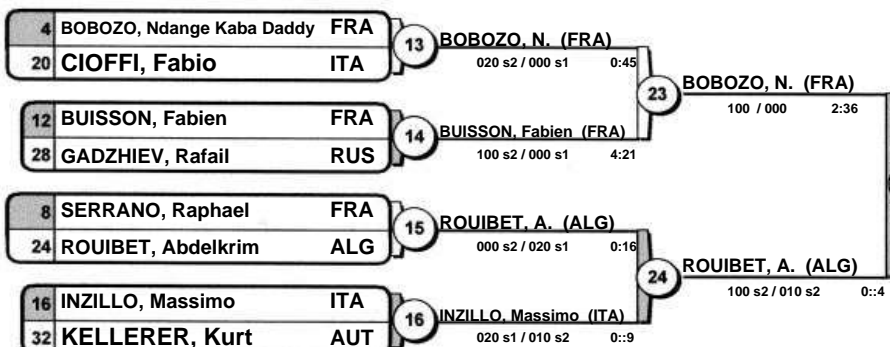 4 BOBOZO, Ndange Kaba Daddy FRA
20 CIOFFI, Fabio ITA
13
BOBOZO, N. (FRA)
020 s2 / 000 s1 0:45
12 BUISSON, Fabien FRA
28 GADZHIEV, Rafail RUS
14
BUISSON, Fabien (FRA)
100 s2 / 000 s1 4:21
23
BOBOZO, N. (FRA)
100 / 000 2:36
8 SERRANO, Raphael FRA
24 ROUIBET, Abdelkrim ALG
15
ROUIBET, A. (ALG)
000 s2 / 020 s1 0:16
16 INZILLO, Massimo ITA
32 KELLERER, Kurt AUT
16
INZILLO, Massimo (ITA)
020 s1 / 010 s2 0::9
24
ROUIBET, A. (ALG)
100 s2 / 010 s2 0::4